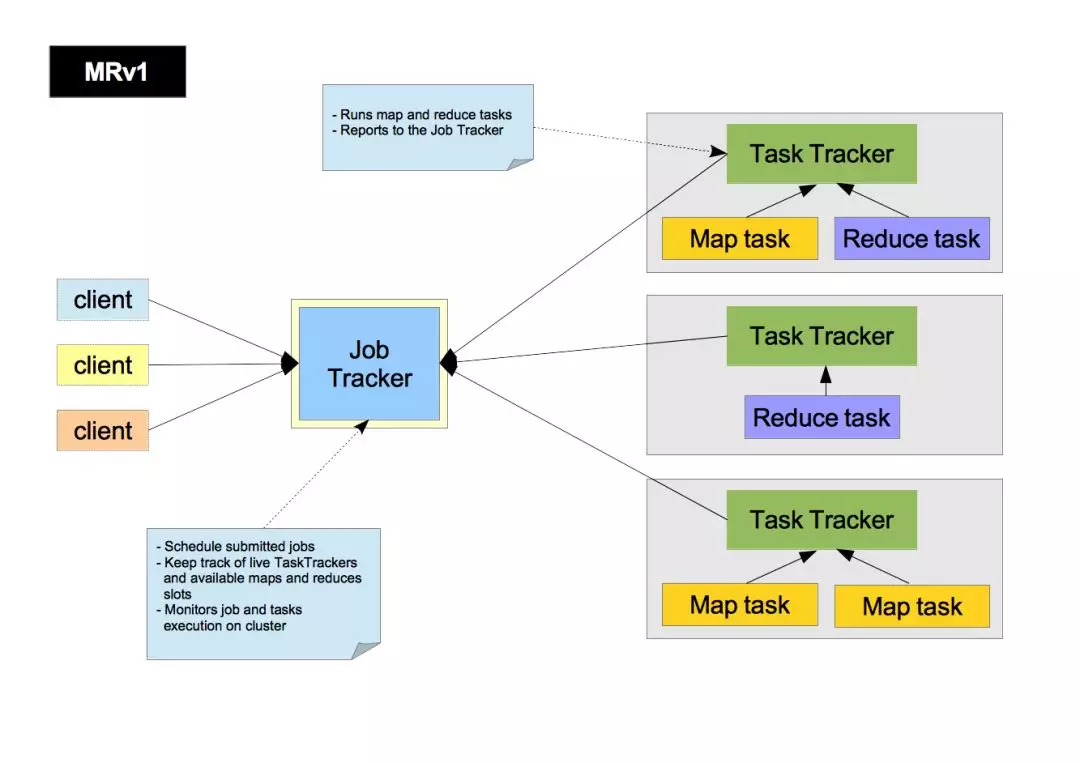 MRv1
- Runs map and reduce tasks
- Reports to the Job Tracker
Task Tracker
Map task
Reduce task
client
client
client
Job
Tracker
Task Tracker
Reduce task
- Schedule submitted jobs
- Keep track of live TaskTrackers
and available maps and reduces
slots
- Monitors job and tasks
execution on cluster
Task Tracker
Map task
Map task